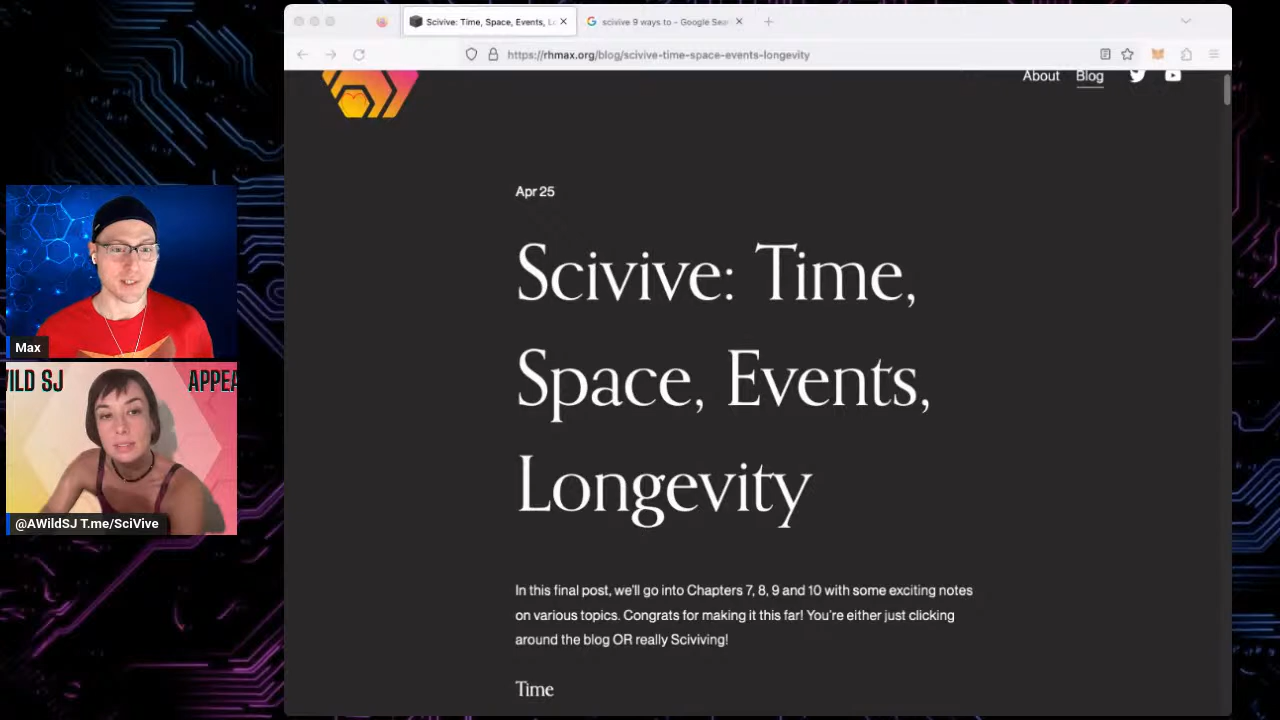 Scivive: Time, Space, Events, Lo
scivive 9 ways to - Google Sea
https://rhmax.org/blog/scivive-time-space-events-longevity
About Blog
Apr 25
Scivive: Time,
Space, Events,
Longevity
In this final post, we'll go into Chapters 7, 8, 9 and 10 with some exciting notes
on various topics. Congrats for making it this far! You're either just clicking
around the blog OR really Sciviving!
Time
Max
WILD SJ APPEA
@AWildSJ T.me/SciVive